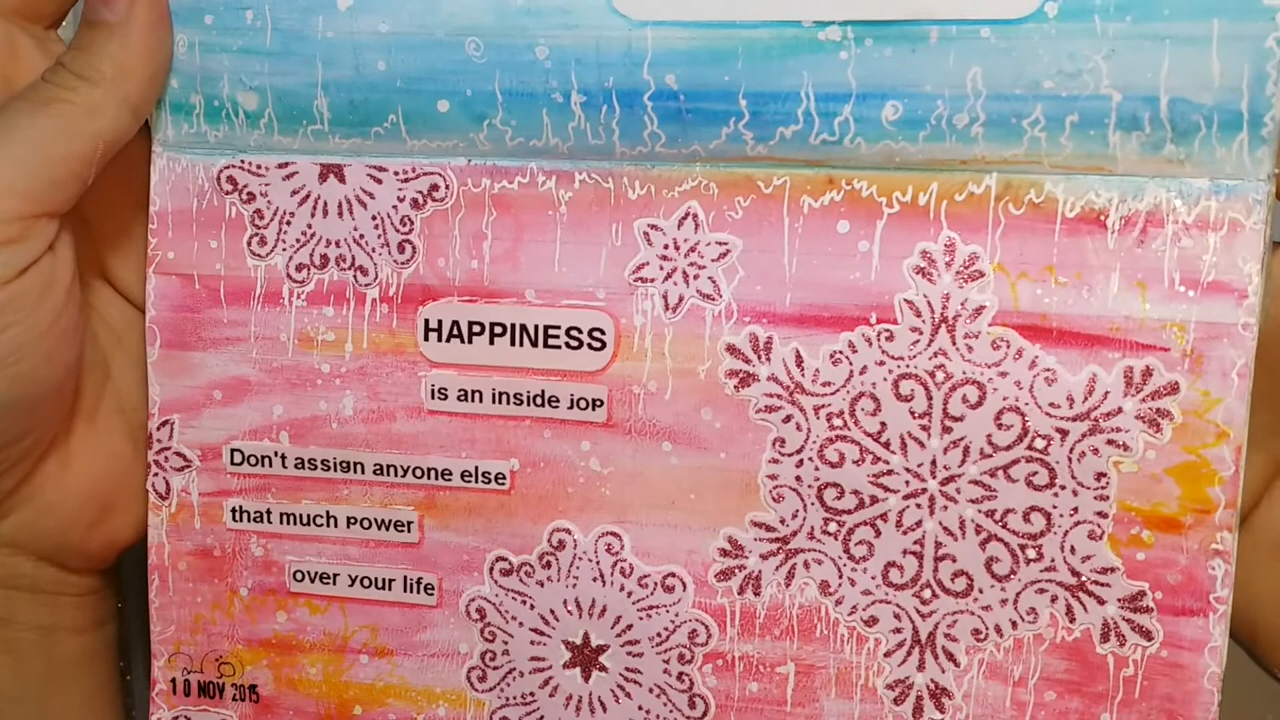 HAPPINESS
is an inside jop
Don't assign anyone else
that much power
over your life
10 NOV 2015